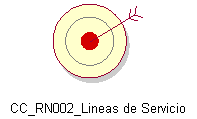 CC_RN002_Lineas de Servicio